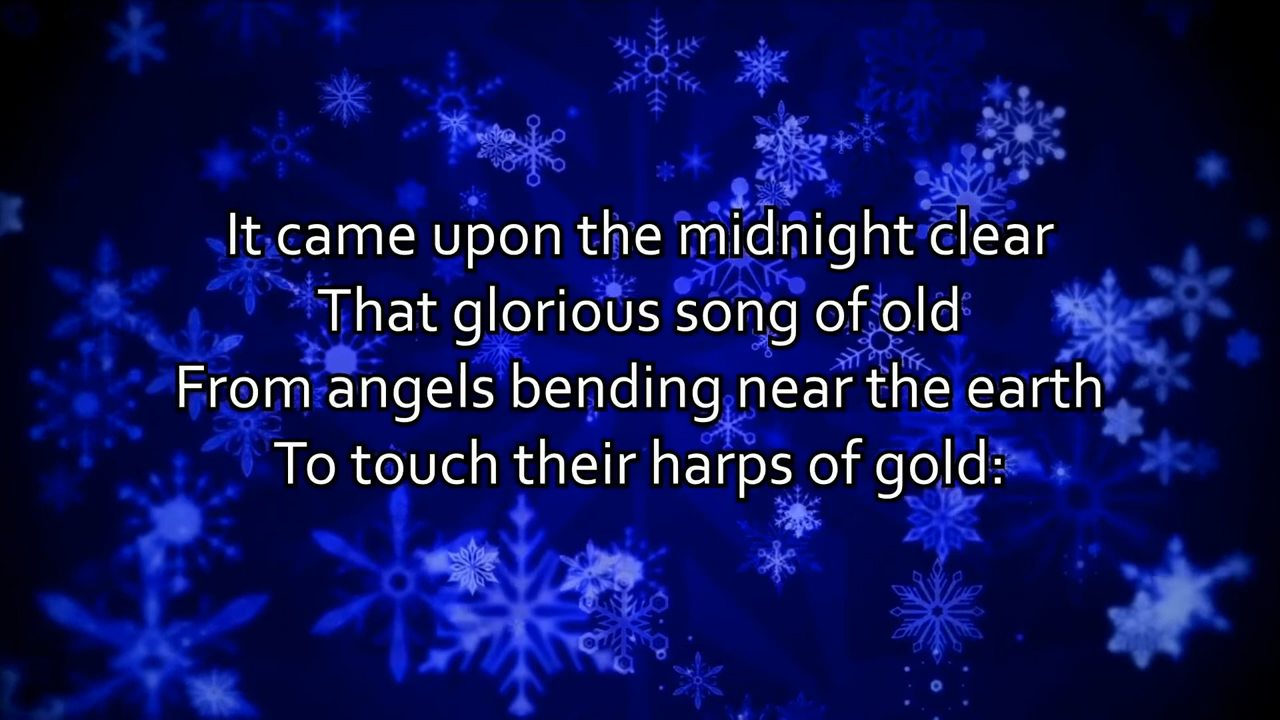 It came upon the midnight clear
That glorious song of old
From angels bending near the earth
To touch their harps of gold: